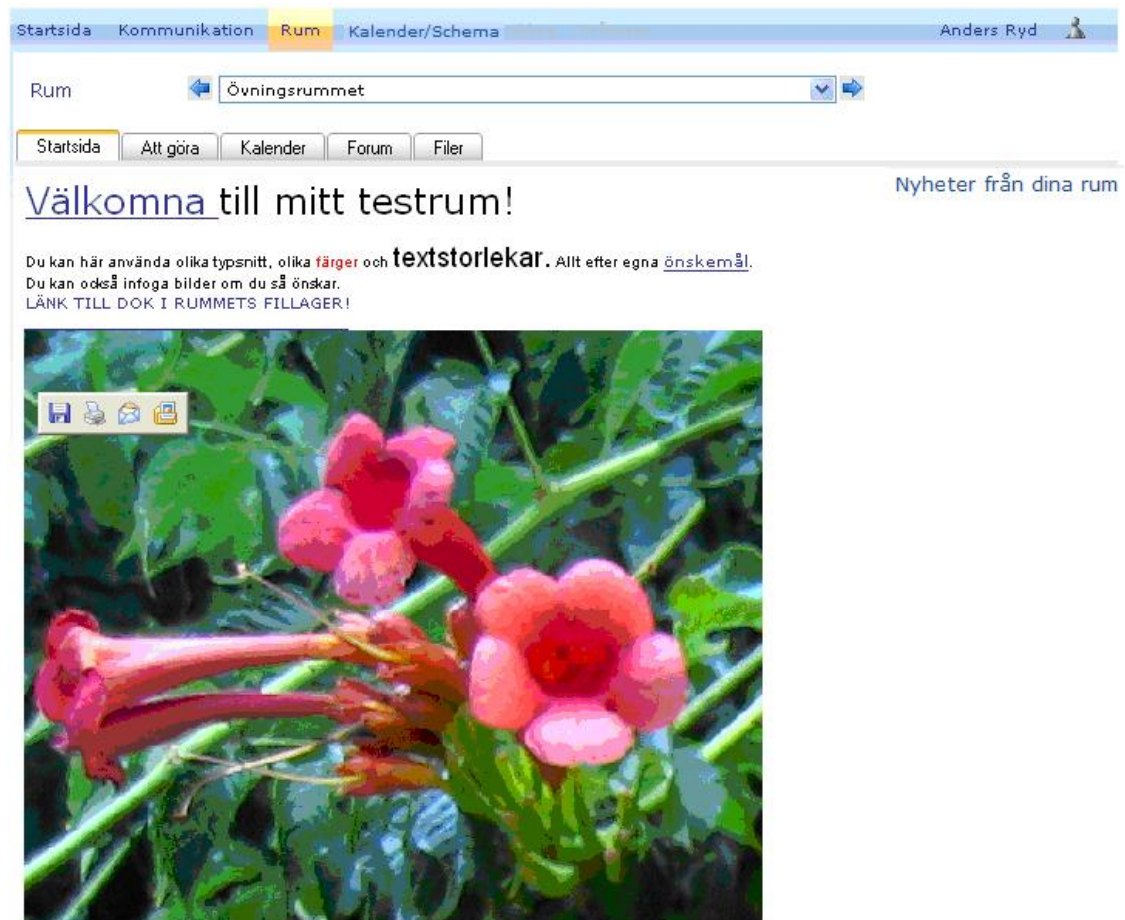 Startsida Kommunikation Rum Kalender/Schema Anders Ryd
Rum Övningsrummet
Startsida Att göra Kalender Forum Filer
Nyheter från dina rum
Välkomna till mitt testrum!
Du kan här använda olika typsnitt, olika färger och textstorlekar. Allt efter egna önskemål.
Du kan också infoga bilder om du så önskar.
LÄNK TILL DOK I RUMMETS FILLAGER!